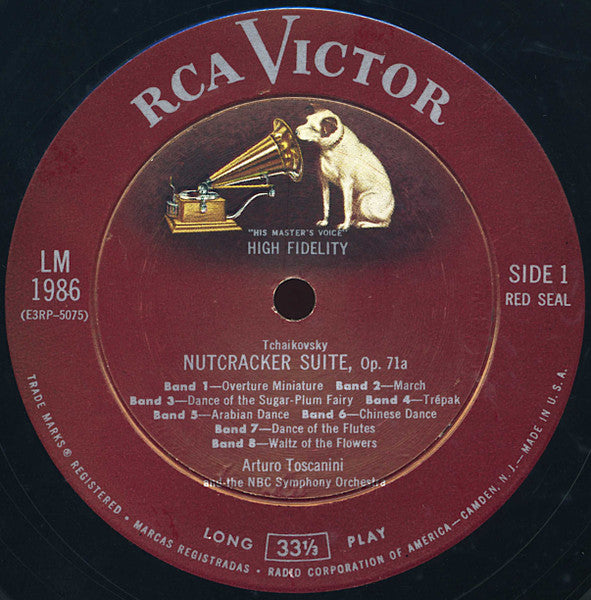 RCA VICTOR
"HIS MASTER'S VOICE"
HIGH FIDELITY
LM
1986
(E3RP-5075)
SIDE 1
RED SEAL
Tchaikovsky
NUTCRACKER SUITE, Op. 71a
Band 1—Overture Miniature Band 2—March
Band 3—Dance of the Sugar-Plum Fairy Band 4—Trépak
Band 5—Arabian Dance Band 6—Chinese Dance
Band 7—Dance of the Flutes
Band 8—Waltz of the Flowers
Arturo Toscanini
and the NBC Symphony Orchestra
LONG 33⅓ PLAY
TRADE MARKS® REGISTERED • MARCAS REGISTRADAS • RADIO CORPORATION OF AMERICA—CAMDEN, N.J.—MADE IN U.S.A.